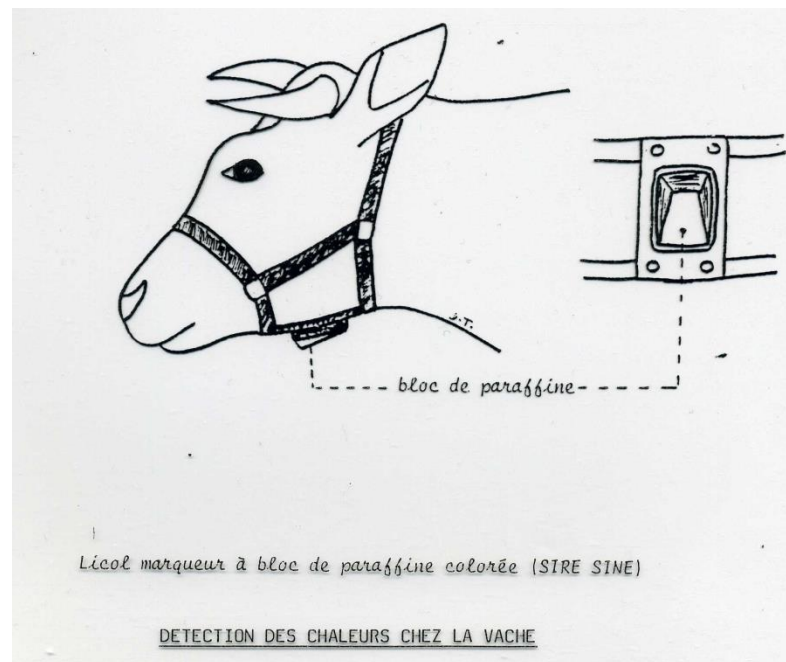 J.T.
bloc de paraffine
Licol marqueur à bloc de paraffine colorée (SIRE SINE)
DETECTION DES CHALEURS CHEZ LA VACHE